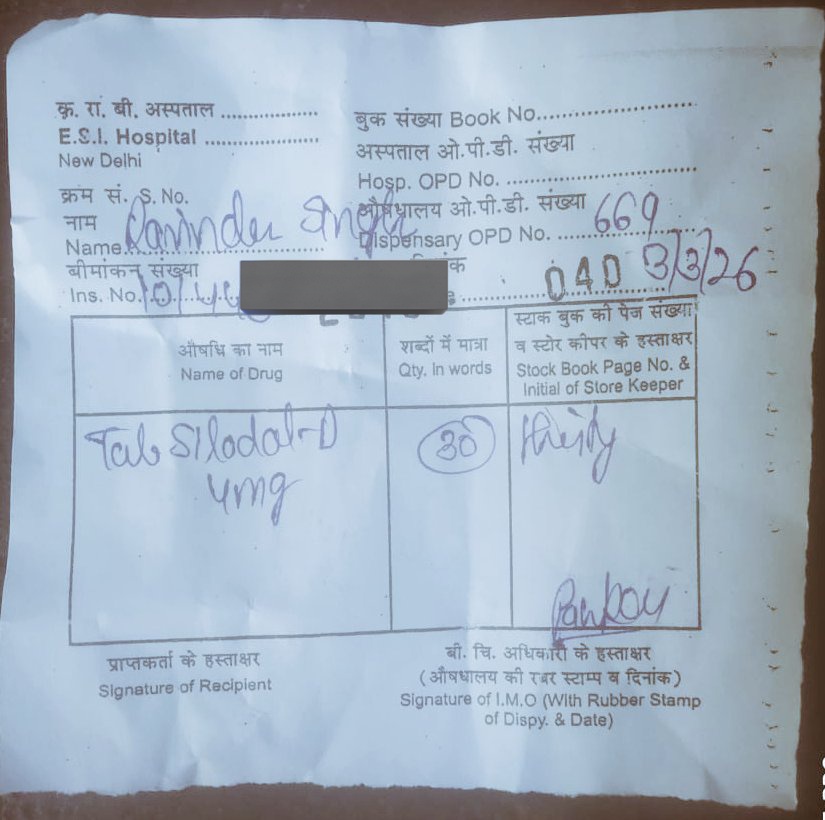 क. रा. बी. अस्पताल ....................
E.S.I. Hospital ........................
New Delhi
बुक संख्या Book No.................................
अस्पताल ओ.पी.डी. संख्या
Hosp. OPD No. .................................
क्रम सं. S. No.
नाम
Name Ravinder Singh
औषधालय ओ.पी.डी. संख्या
Dispensary OPD No. 669
बीमांकन संख्या
Ins. No.
040 3/3/26
औषधि का नाम
Name of Drug
शब्दों में मात्रा
Qty. In words
स्टाक बुक की पेज संख्या
व स्टोर कीपर के हस्ताक्षर
Stock Book Page No. &
Initial of Store Keeper
Tab Silodal-D
4mg
30
thirty
प्राप्तकर्ता के हस्ताक्षर
Signature of Recipient
बी. चि. अधिकारी के हस्ताक्षर
(औषधालय की रबर स्टाम्प व दिनांक)
Signature of I.M.O (With Rubber Stamp
of Dispy. & Date)